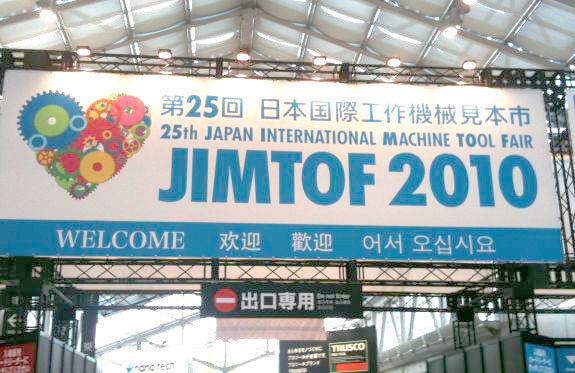 第25回 日本国際工作機械見本市
25th JAPAN INTERNATIONAL MACHINE TOOL FAIR
JIMTOF 2010
WELCOME 欢迎 歡迎 어서 오십시요
出口専用
Do not Enter
nano tech
TRUSCO